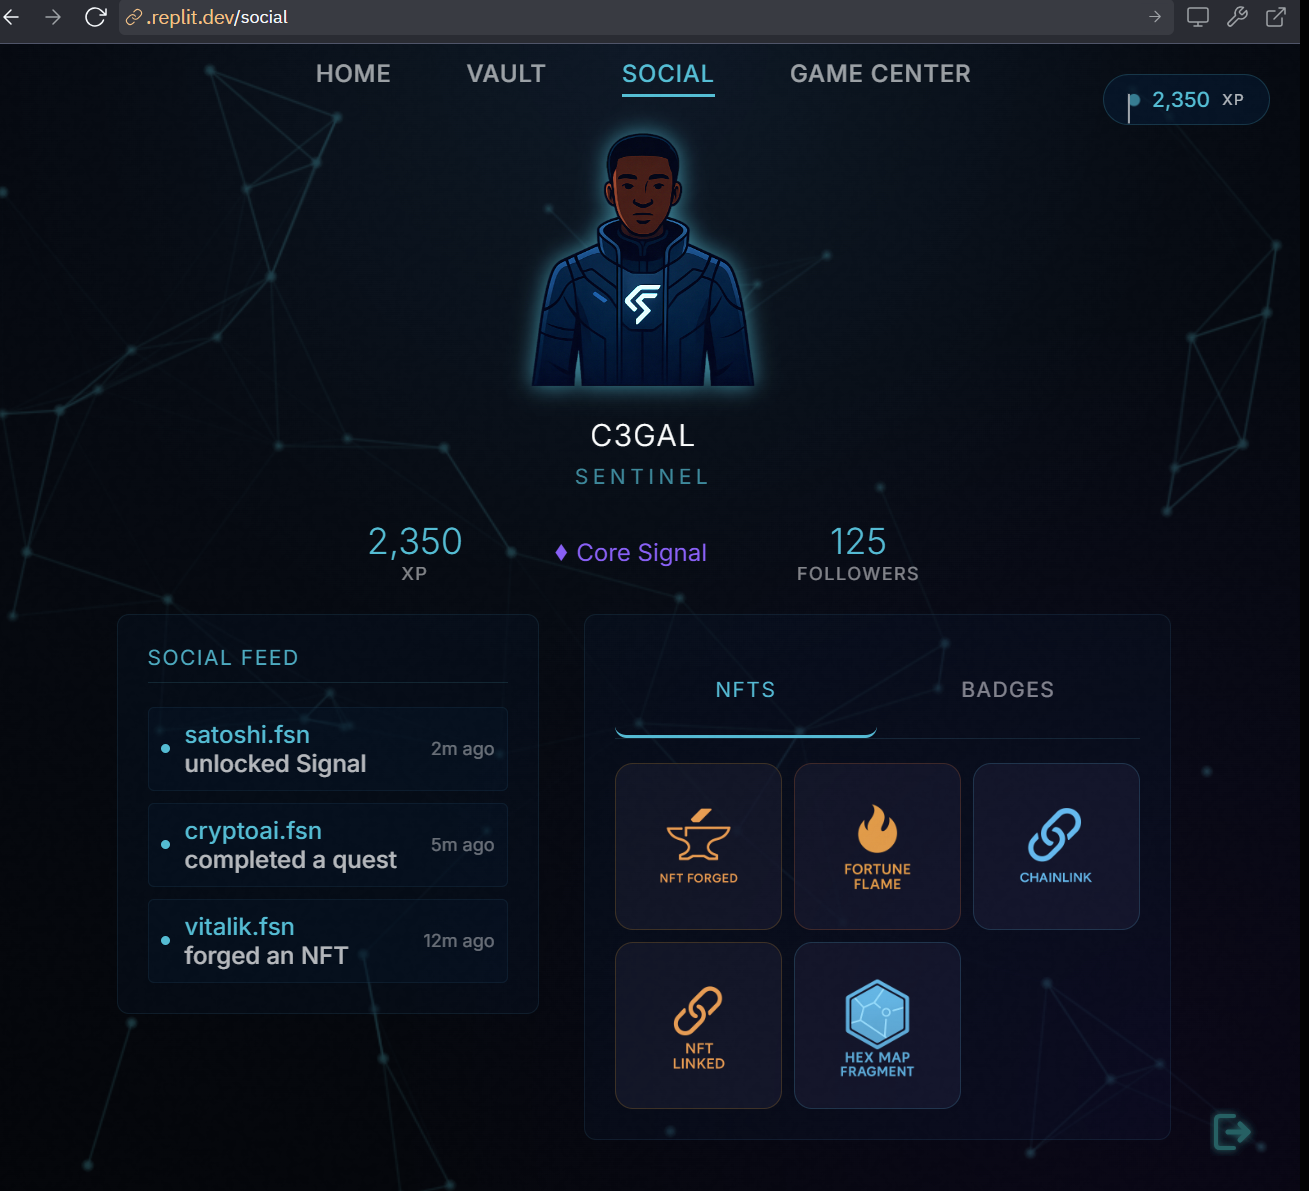 .replit.dev/social
HOME VAULT SOCIAL GAME CENTER
2,350 XP
C3GAL
SENTINEL
2,350
XP
Core Signal
125
FOLLOWERS
SOCIAL FEED
satoshi.fsn
unlocked Signal
2m ago
cryptoai.fsn
completed a quest
5m ago
vitalik.fsn
forged an NFT
12m ago
NFTS BADGES
NFT FORGED
FORTUNE
FLAME
CHAINLINK
NFT
LINKED
HEX MAP
FRAGMENT